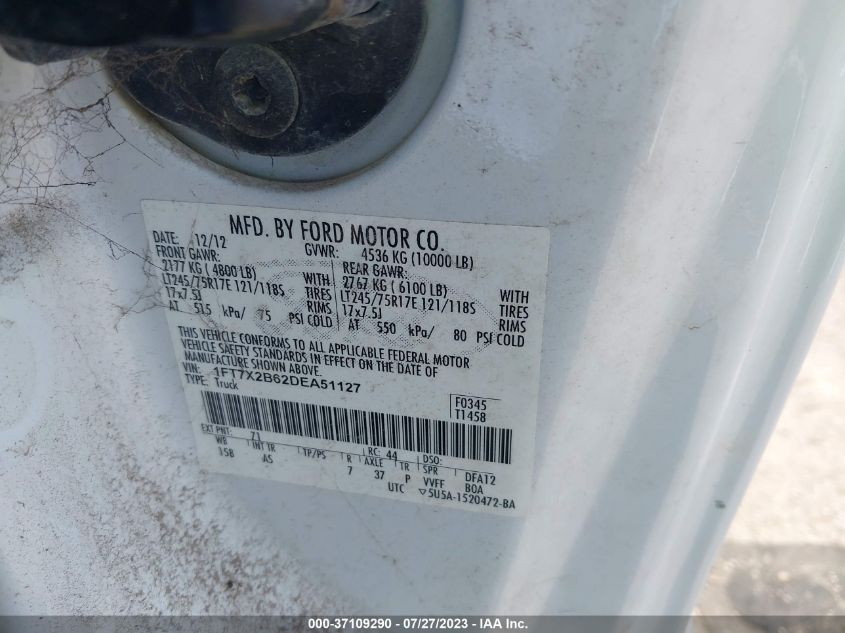 MFD. BY FORD MOTOR CO.
DATE: 12/12 GVWR: 4536 KG (10000 LB)
FRONT GAWR: REAR GAWR:
2177 KG ( 4800 LB) WITH 2767 KG ( 6100 LB) WITH
LT245/75R17E 121/118S TIRES LT245/75R17E 121/118S TIRES
17x7.5J RIMS 17x7.5J RIMS
AT 515 kPa/ 75 PSI COLD AT 550 kPa/ 80 PSI COLD
THIS VEHICLE CONFORMS TO ALL APPLICABLE FEDERAL MOTOR
VEHICLE SAFETY STANDARDS IN EFFECT ON THE DATE OF
MANUFACTURE SHOWN ABOVE.
VIN: 1FT7X2B62DEA51127
TYPE: Truck
F0345
T1458
EXT PNT: Z1 RC: 44 DSO:
WB INT TR TP/PS R AXLE TR SPR DFA12
158 AS 7 37 P VVFF BOA
UTC ▽5U5A-1520472-BA
000-37109290 - 07/27/2023 - IAA Inc.